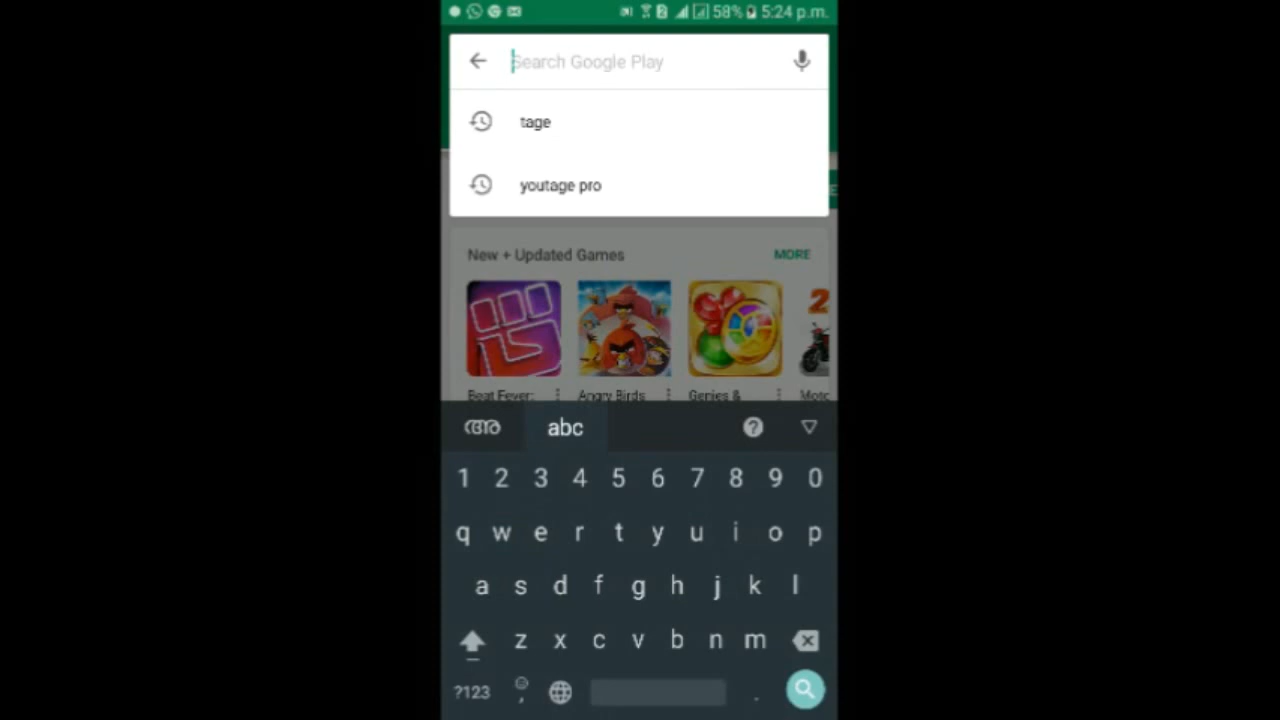 58% 5:24 p.m.
Search Google Play
tage
youtage pro
New + Updated Games
MORE
Beat Fever:
Angry Birds
Genies &
Moto
അ abc
1 2 3 4 5 6 7 8 9 0
q w e r t y u i o p
a s d f g h j k l
z x c v b n m
?123 , .